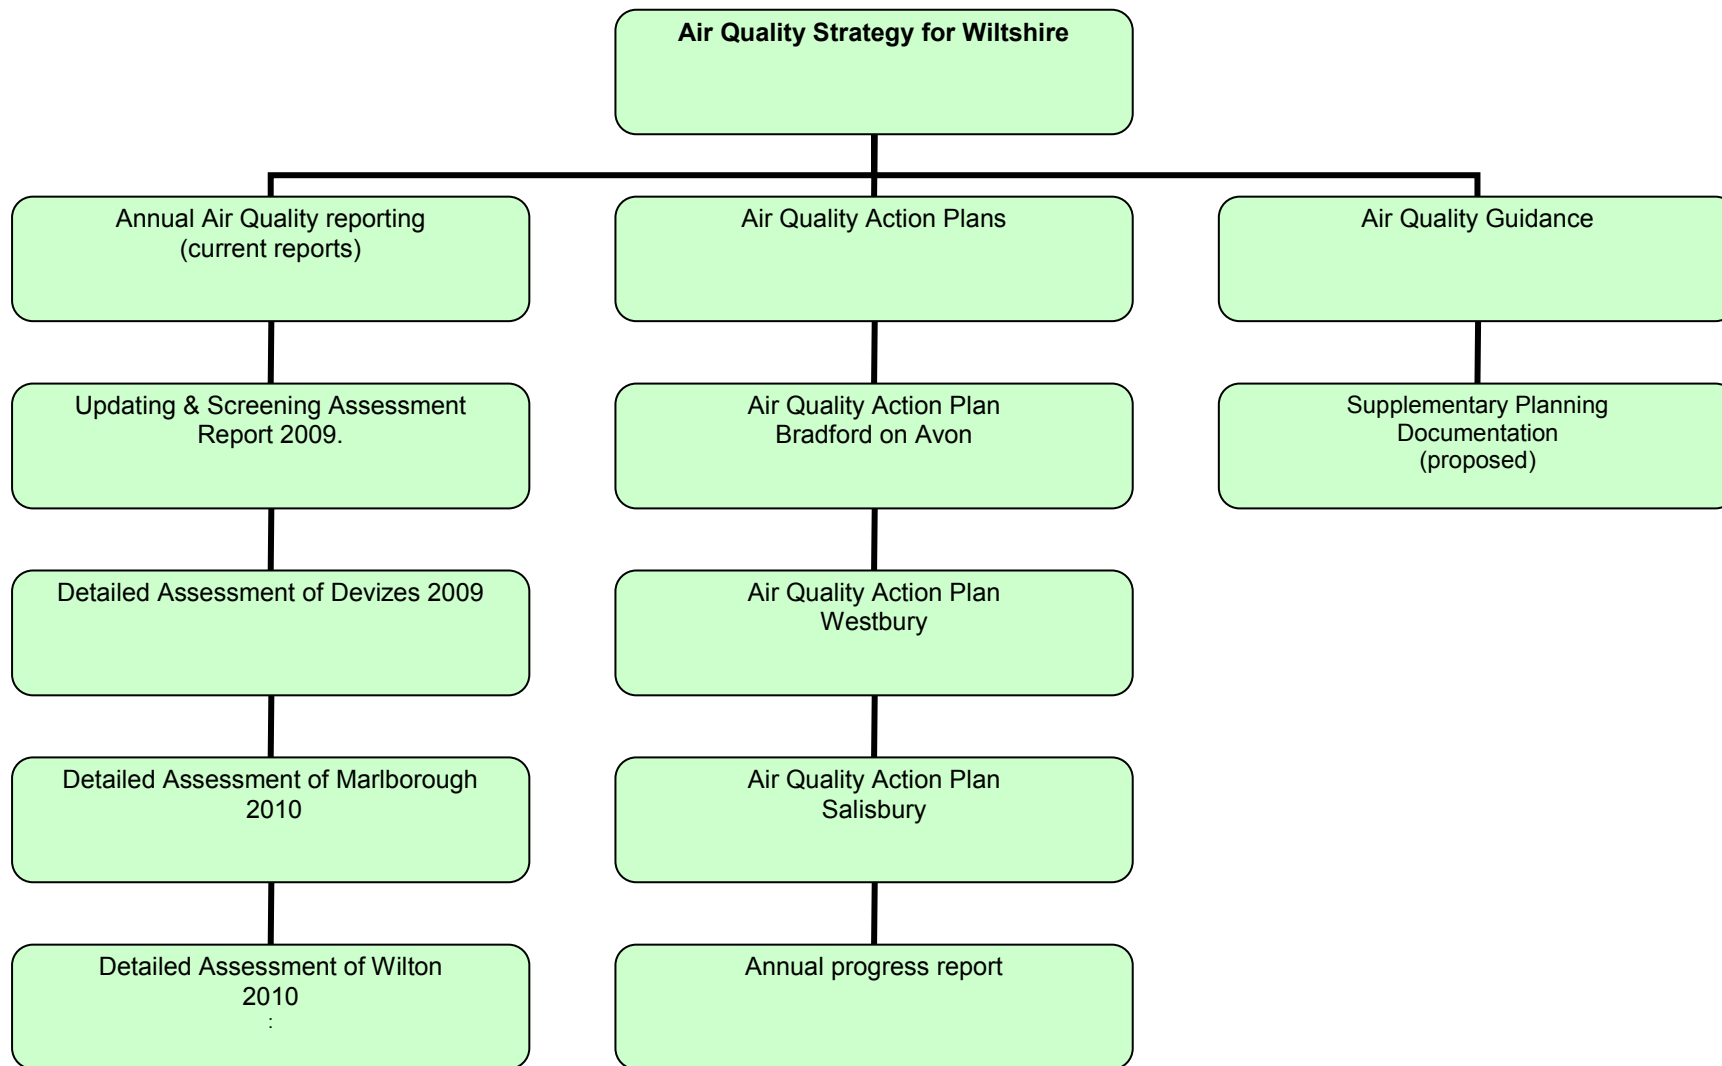 Air Quality Strategy for Wiltshire
Annual Air Quality reporting
(current reports)
Air Quality Action Plans
Air Quality Guidance
Updating & Screening Assessment
Report 2009.
Air Quality Action Plan
Bradford on Avon
Supplementary Planning
Documentation
(proposed)
Detailed Assessment of Devizes 2009
Air Quality Action Plan
Westbury
Detailed Assessment of Marlborough
2010
Air Quality Action Plan
Salisbury
Detailed Assessment of Wilton
2010
:
Annual progress report